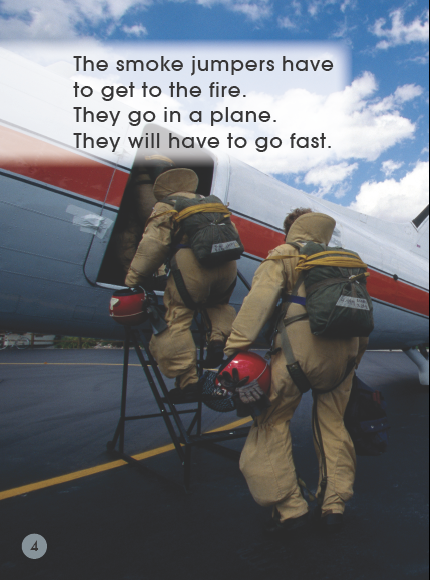 The smoke jumpers have
to get to the fire.
They go in a plane.
They will have to go fast.
4